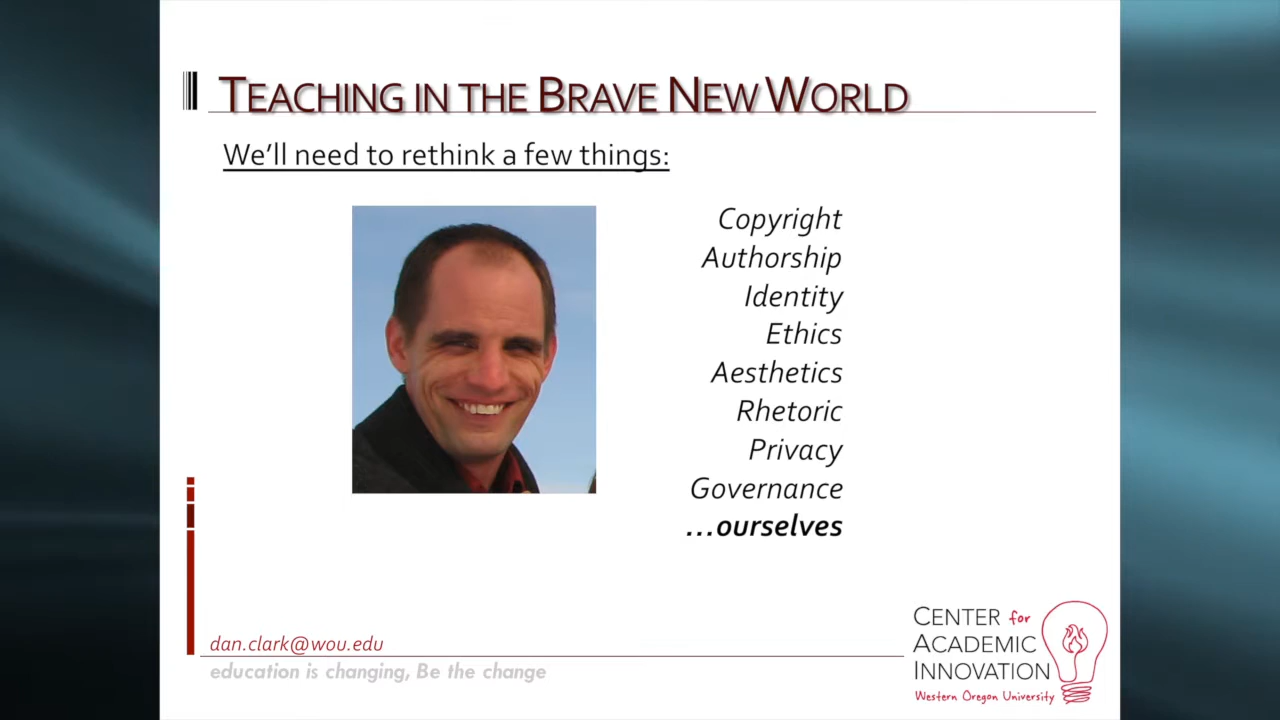 TEACHING IN THE BRAVE NEW WORLD
We'll need to rethink a few things:
Copyright
Authorship
Identity
Ethics
Aesthetics
Rhetoric
Privacy
Governance
...ourselves
dan.clark@wou.edu
education is changing, Be the change
CENTER for
ACADEMIC
INNOVATION
Western Oregon University